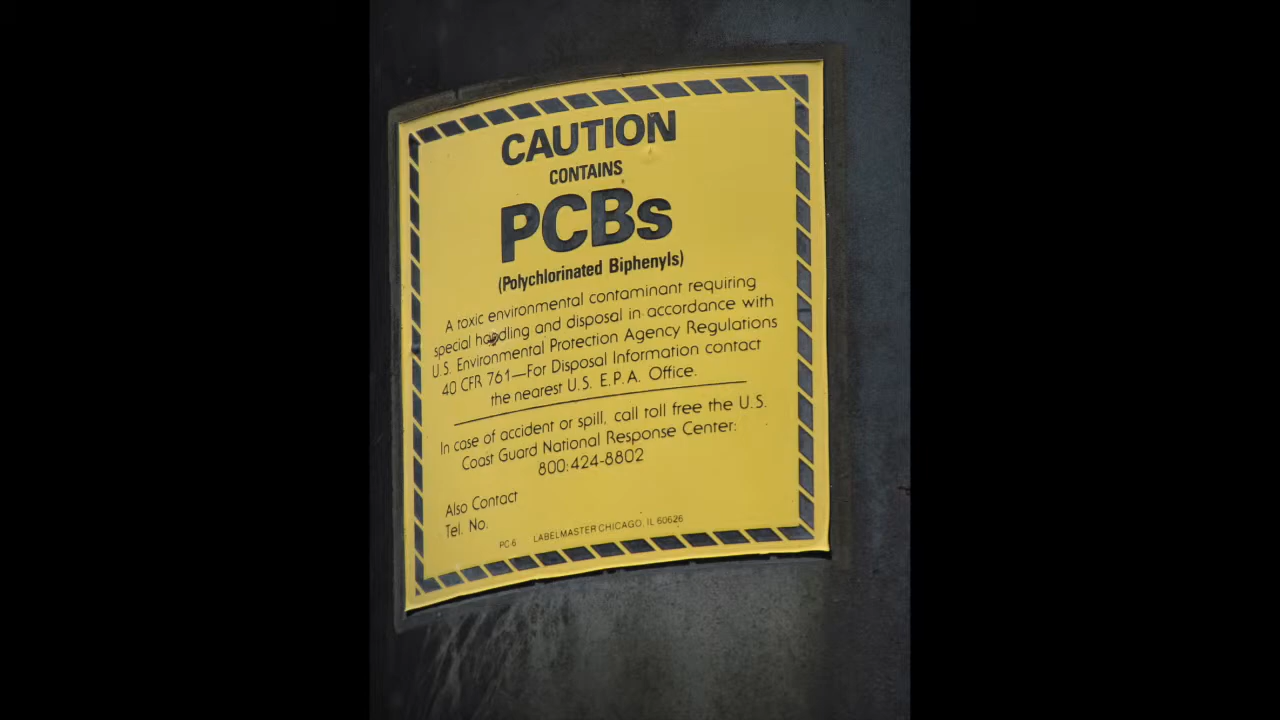 CAUTION
CONTAINS
PCBs
(Polychlorinated Biphenyls)
A toxic environmental contaminant requiring
special handling and disposal in accordance with
U.S. Environmental Protection Agency Regulations
40 CFR 761—For Disposal Information contact
the nearest U.S. E.P.A. Office.
In case of accident or spill, call toll free the U.S.
Coast Guard National Response Center:
800:424-8802
Also Contact
Tel. No.
PC-6 LABELMASTER CHICAGO, IL 60626